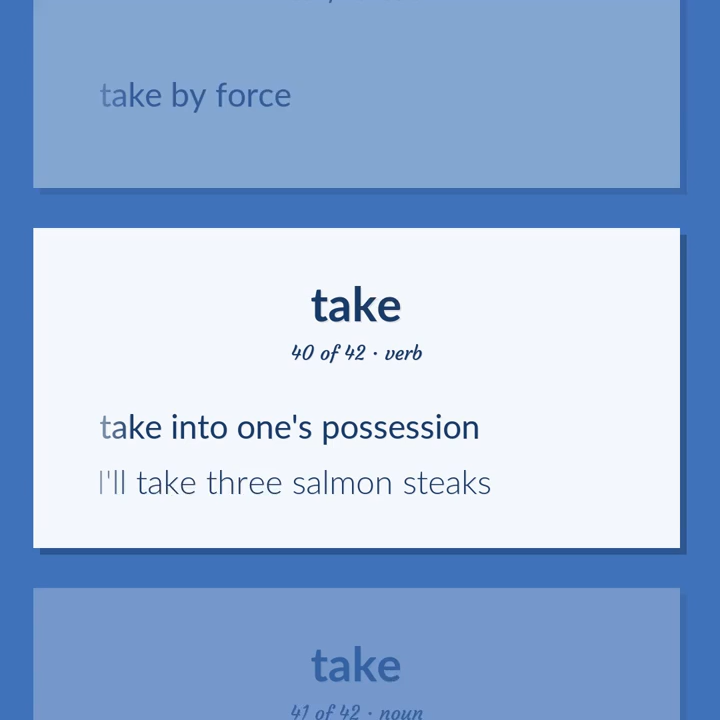 take by force
take
40 of 42 · verb
take into one's possession
I'll take three salmon steaks
take
41 of 42 · noun